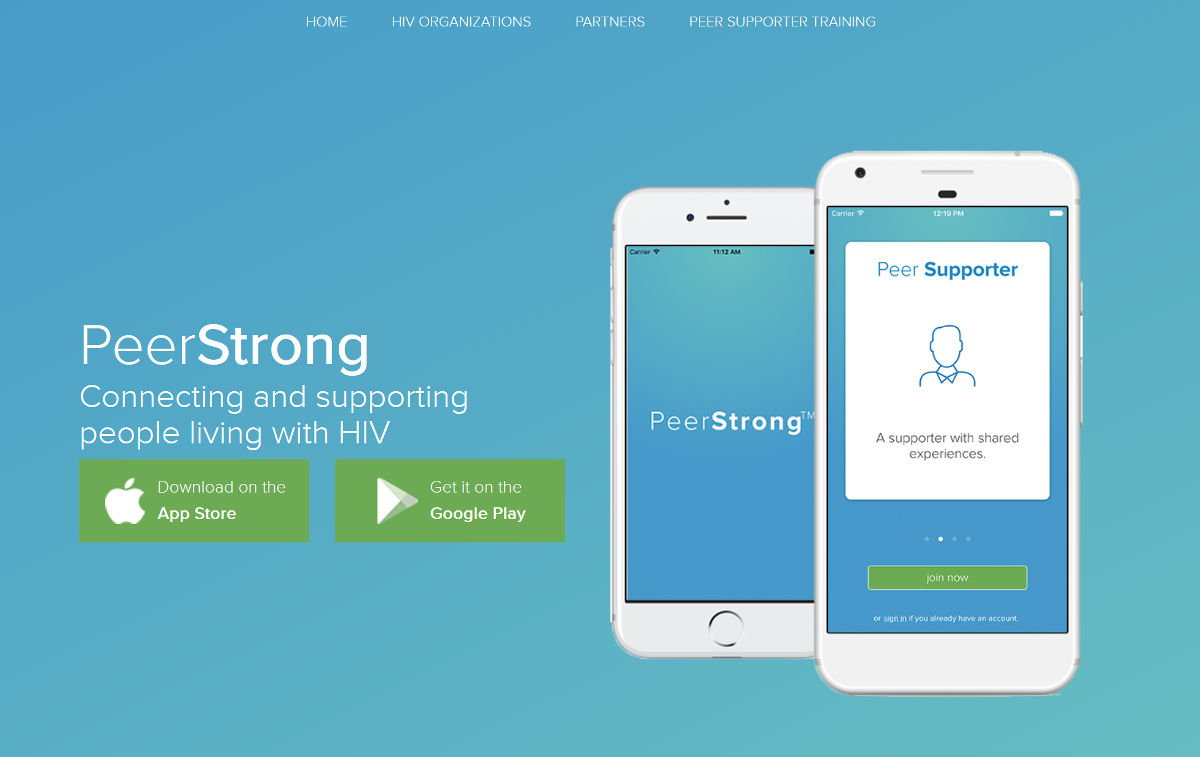 HOME HIV ORGANIZATIONS PARTNERS PEER SUPPORTER TRAINING
PeerStrong
Connecting and supporting
people living with HIV
Download on the
App Store
Get it on the
Google Play
Carrier 11:12 AM
PeerStrong™
Carrier 12:19 PM
Peer Supporter
A supporter with shared
experiences.
join now
or sign in if you already have an account.